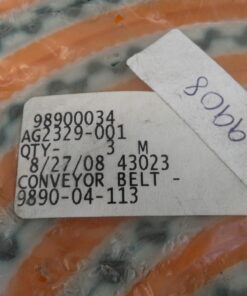 98900034
AG2329-001
QTY- 3 M
8/27/08 43023
CONVEYOR BELT -
9890-04-113